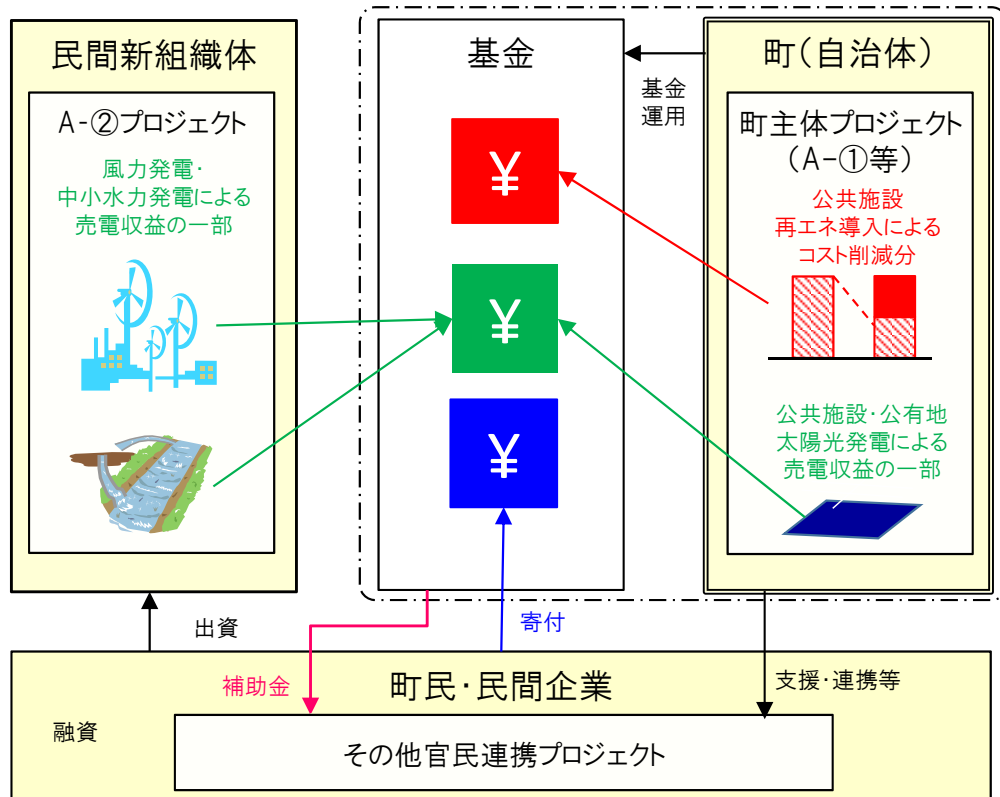 民間新組織体
A-②プロジェクト
風力発電・
中小水力発電による
売電収益の一部
基金
¥
¥
¥
基金
運用
町(自治体)
町主体プロジェクト
(A-①等)
公共施設
再エネ導入による
コスト削減分
公共施設・公有地
太陽光発電による
売電収益の一部
出資
補助金
寄付
支援・連携等
町民・民間企業
融資
その他官民連携プロジェクト